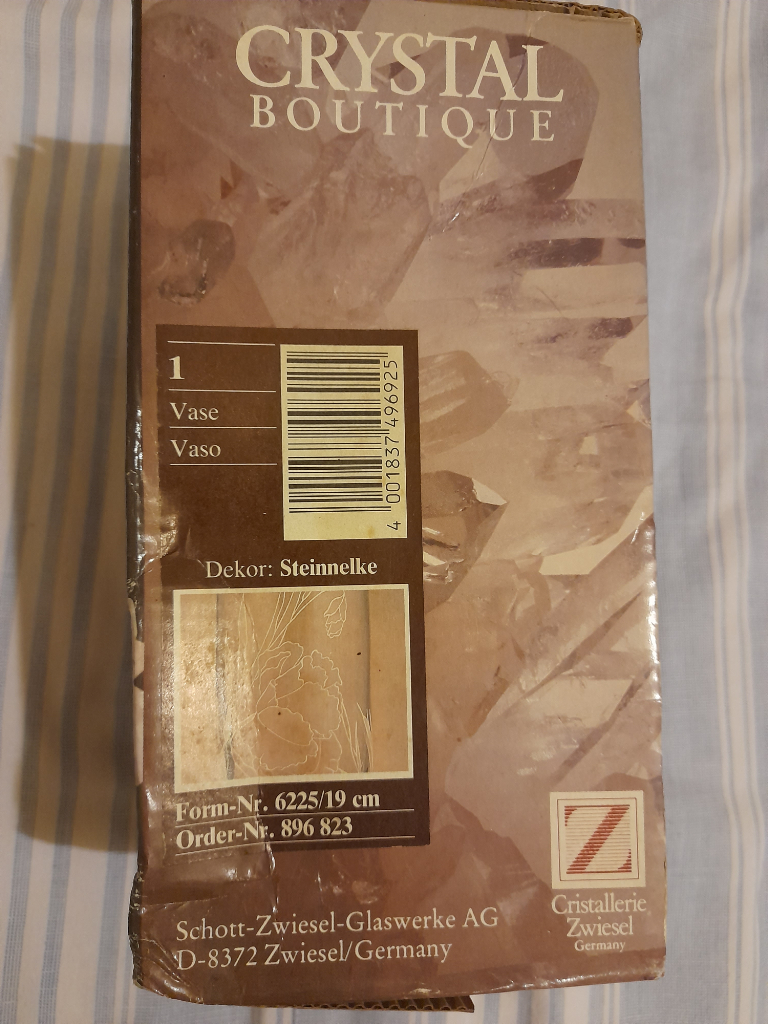 CRYSTAL
BOUTIQUE
1
Vase
Vaso
4 001837 496925
Dekor: Steinnelke
Form-Nr. 6225/19 cm
Order-Nr. 896 823
Schott-Zwiesel-Glaswerke AG
D-8372 Zwiesel/Germany
Z
Cristallerie
Zwiesel
Germany